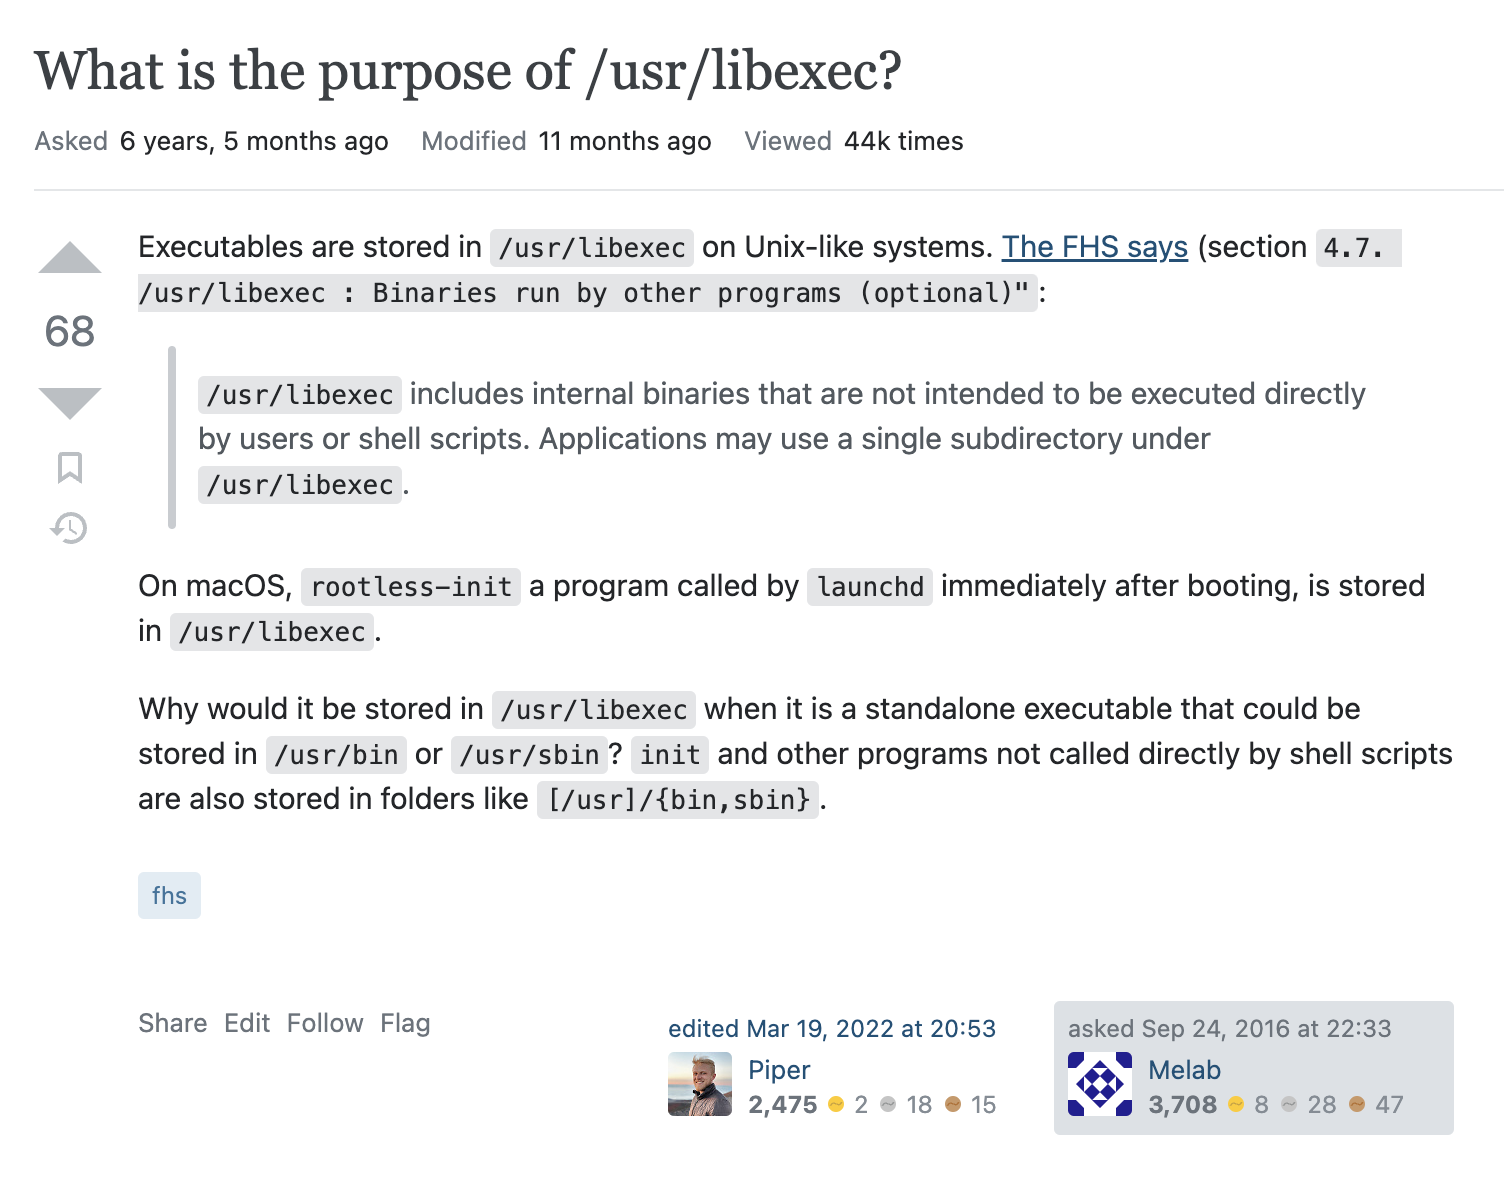 What is the purpose of /usr/libexec?
Asked 6 years, 5 months ago Modified 11 months ago Viewed 44k times
Executables are stored in /usr/libexec on Unix-like systems. The FHS says (section 4.7.
/usr/libexec : Binaries run by other programs (optional)":
68
/usr/libexec includes internal binaries that are not intended to be executed directly
by users or shell scripts. Applications may use a single subdirectory under
/usr/libexec.
On macOS, rootless-init a program called by launchd immediately after booting, is stored
in /usr/libexec.
Why would it be stored in /usr/libexec when it is a standalone executable that could be
stored in /usr/bin or /usr/sbin? init and other programs not called directly by shell scripts
are also stored in folders like [/usr]/{bin,sbin}.
fhs
Share Edit Follow Flag
edited Mar 19, 2022 at 20:53
Piper
2,475 2 18 15
asked Sep 24, 2016 at 22:33
Melab
3,708 8 28 47